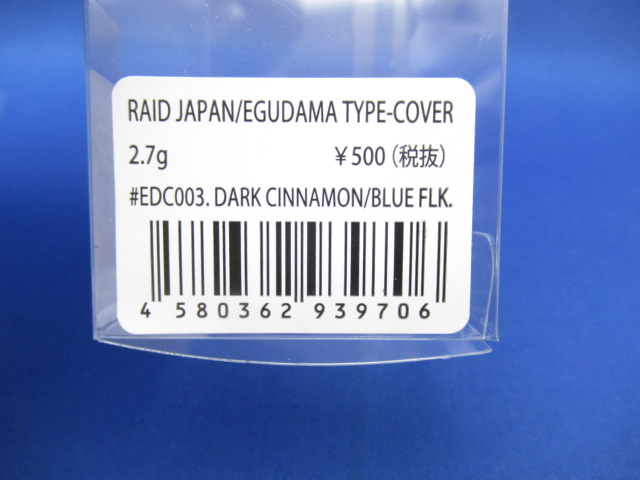 RAID JAPAN/EGUDAMA TYPE-COVER
2.7g ￥500（税抜）
#EDC003. DARK CINNAMON/BLUE FLK.
4 580362 939706